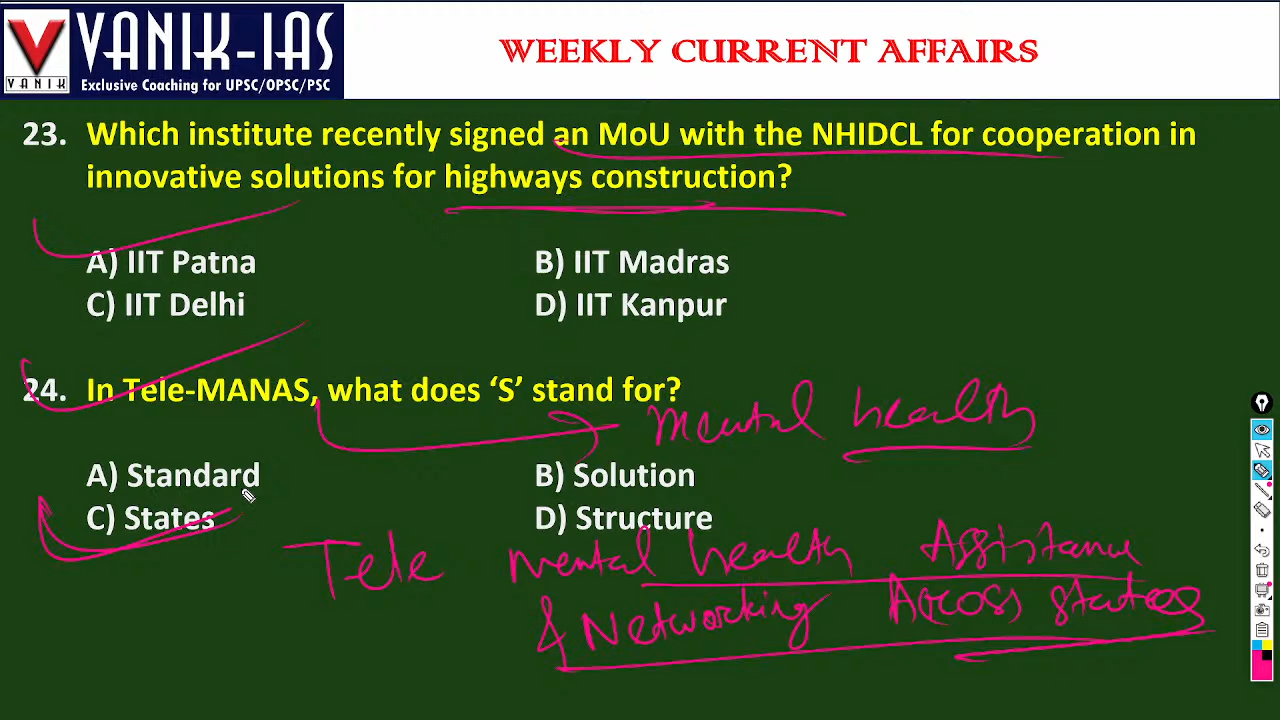 VANIK-IAS
VANIK
Exclusive Coaching for UPSC/OPSC/PSC
WEEKLY CURRENT AFFAIRS
23. Which institute recently signed an MoU with the NHIDCL for cooperation in
innovative solutions for highways construction?
A) IIT Patna B) IIT Madras
C) IIT Delhi D) IIT Kanpur
24. In Tele-MANAS, what does ‘S’ stand for?
Mental health
A) Standard B) Solution
C) States D) Structure
Tele mental health Assistance
& Networking Across states